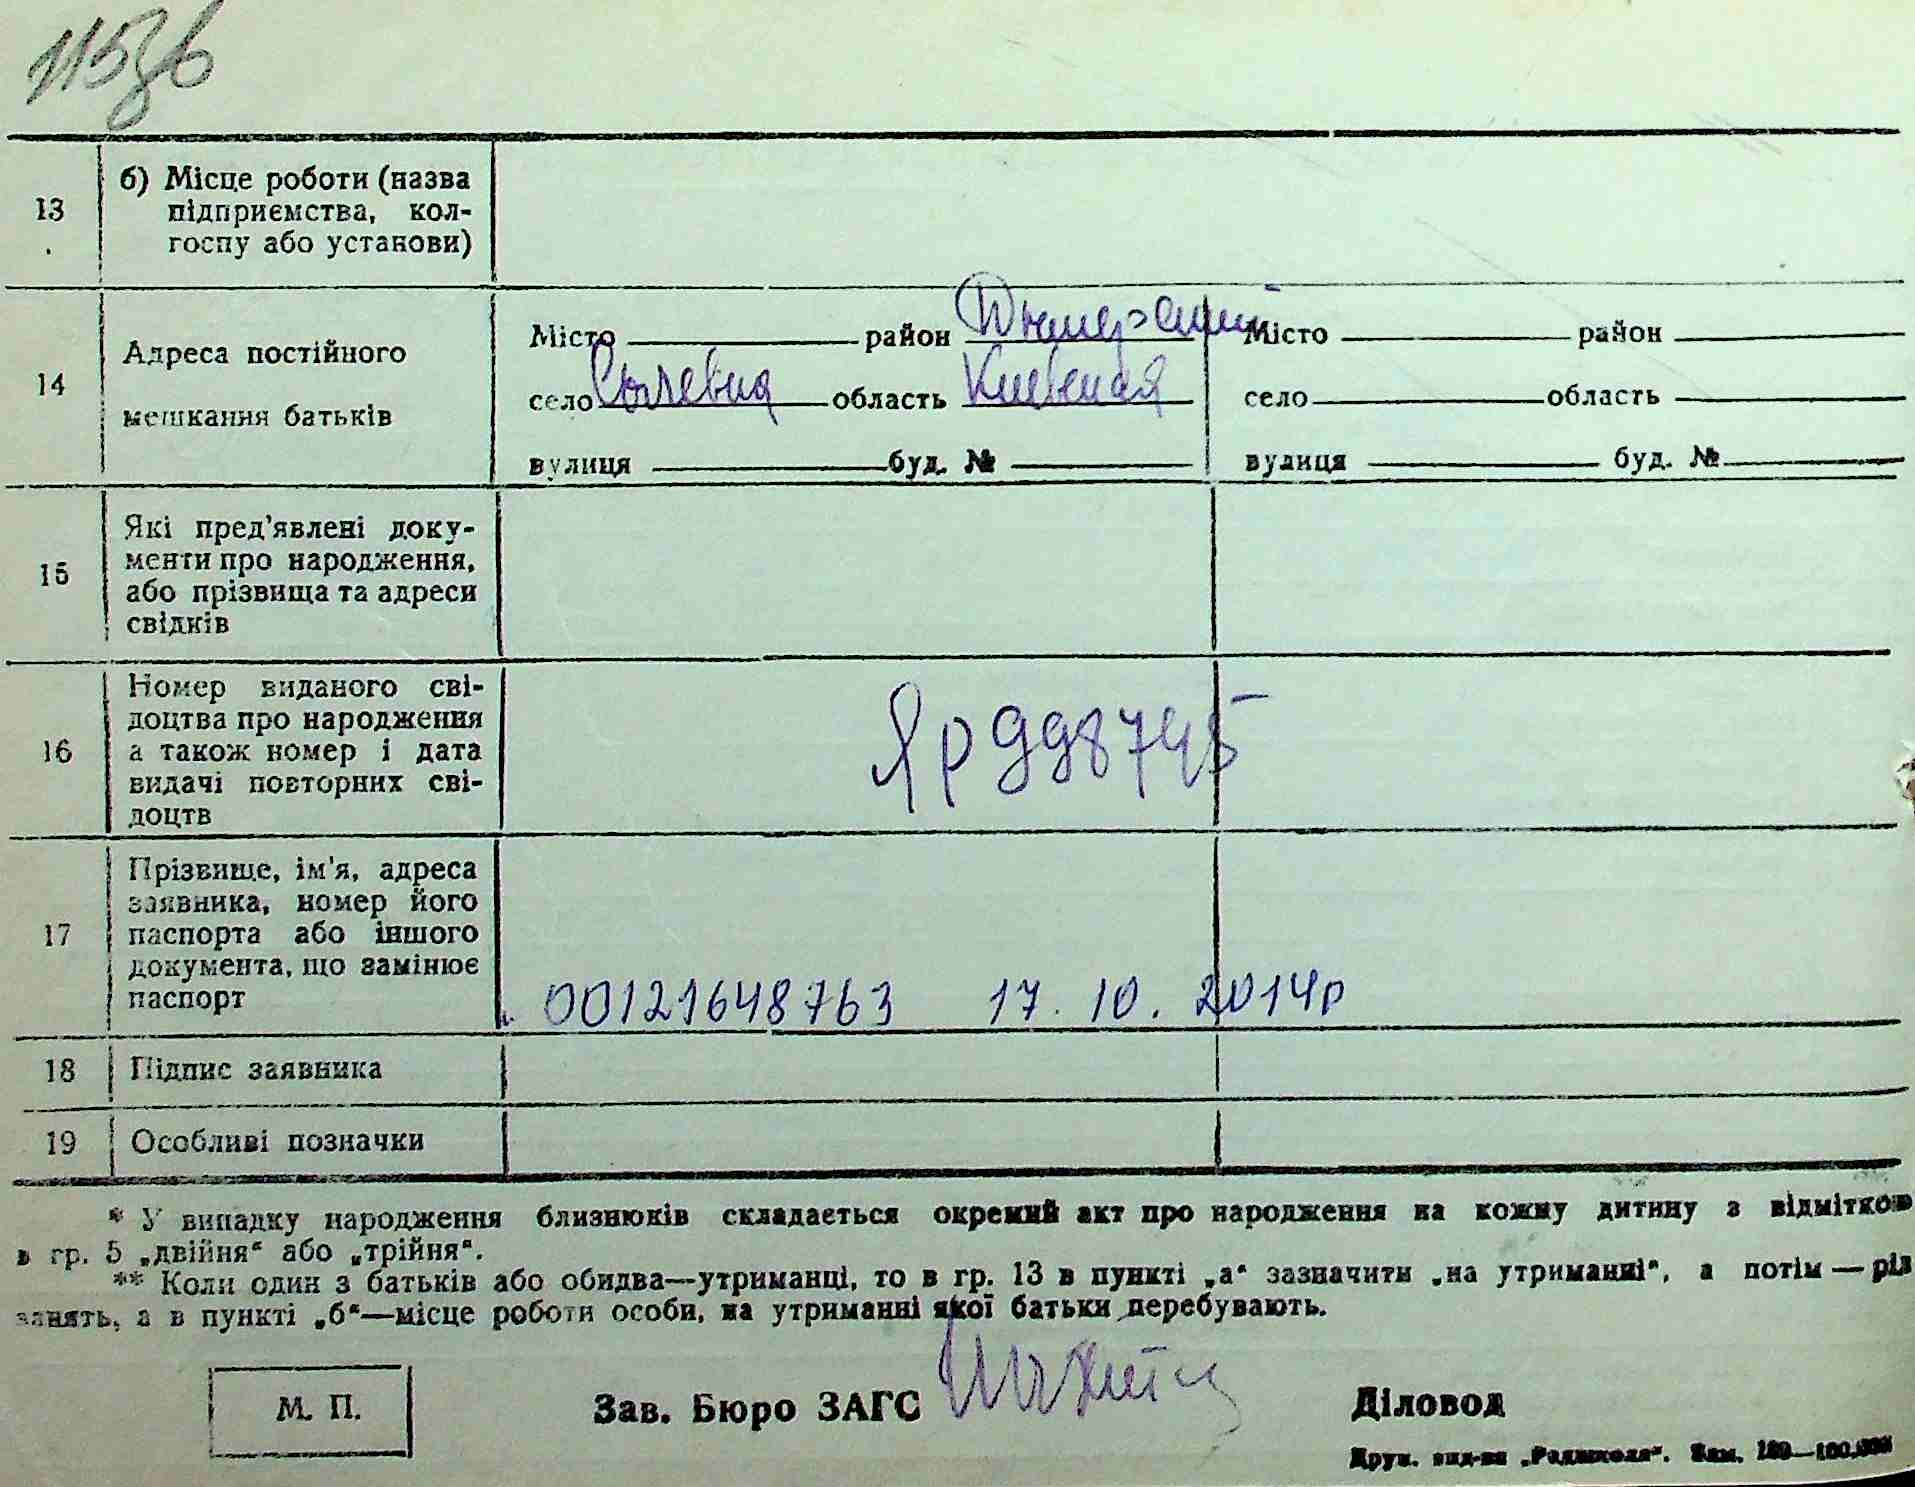 13
б) Місце роботи (назва
підприємства, кол-
госпу або установи)
14
Адреса постійного
мешкання батьків
Місто район Місто район
село область Киевская село область
вулиця буд. № вулиця буд. №
15
Які пред'явлені доку-
менти про народження,
або прізвища та адреси
свідків
16
Номер виданого сві-
доцтва про народження
а також номер і дата
видачі повторних сві-
доцтв
Яр 998745
17
Прізвище, ім'я, адреса
заявника, номер його
паспорта або іншого
документа, що замінює
паспорт
00121648763 17. 10. 2014р
18 Підпис заявника
19 Особливі позначки
* У випадку народження близнюків складається окремий акт про народження на кожну дитину з відміткою
в гр. 5 „двійня“ або „трійня“.
** Коли один з батьків або обидва—утриманці, то в гр. 13 в пункті „а“ зазначити „на утриманні“, а потім — рід
занять, а в пункті „б“—місце роботи особи, на утриманні якої батьки перебувають.
М. П.
Зав. Бюро ЗАГС
Діловод
Друк. вид-ва „Радшкола“. Зам.